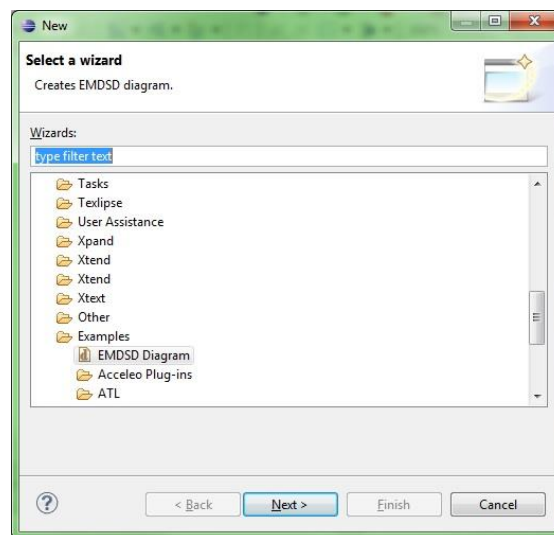 New
Select a wizard
Creates EMDSD diagram.
Wizards:
type filter text
Tasks
Texlipse
User Assistance
Xpand
Xtend
Xtend
Xtext
Other
Examples
EMDSD Diagram
Acceleo Plug-ins
ATL
?
< Back
Next >
Finish
Cancel